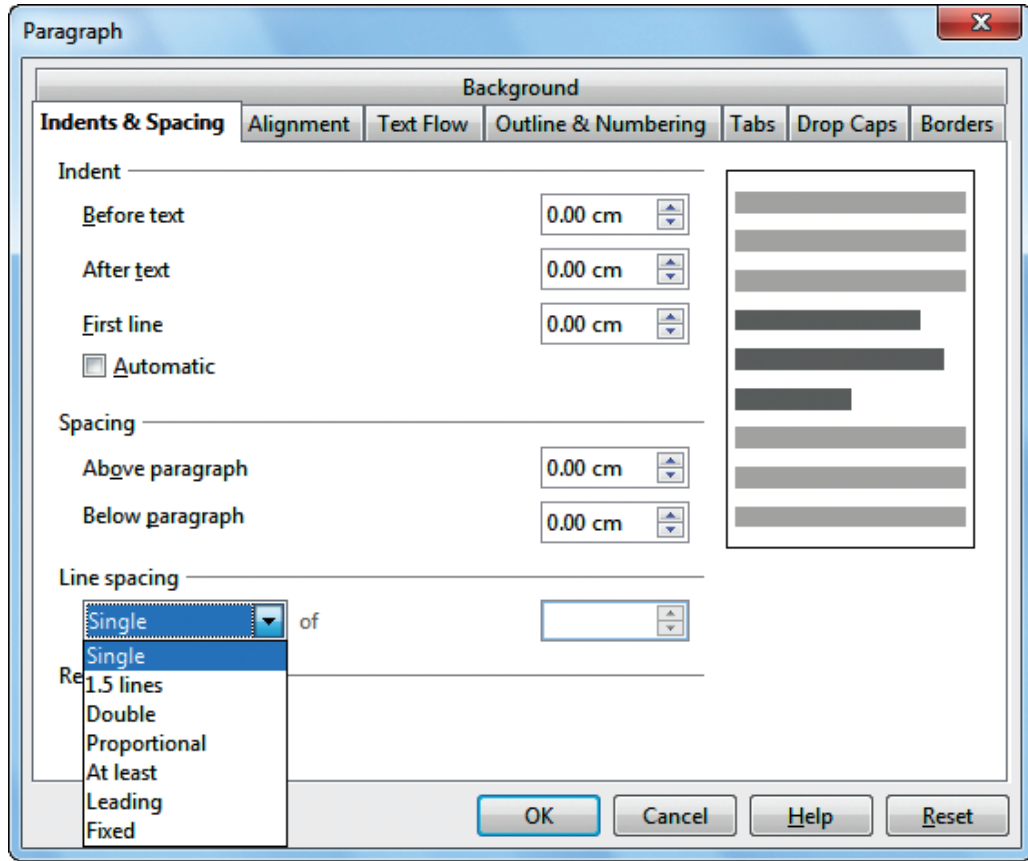 Paragraph
X
Background
Indents & Spacing Alignment Text Flow Outline & Numbering Tabs Drop Caps Borders
Indent
Before text 0.00 cm
After text 0.00 cm
First line 0.00 cm
Automatic
Spacing
Above paragraph 0.00 cm
Below paragraph 0.00 cm
Line spacing
Single of
Single
Re
1.5 lines
Double
Proportional
At least
Leading
Fixed
OK Cancel Help Reset